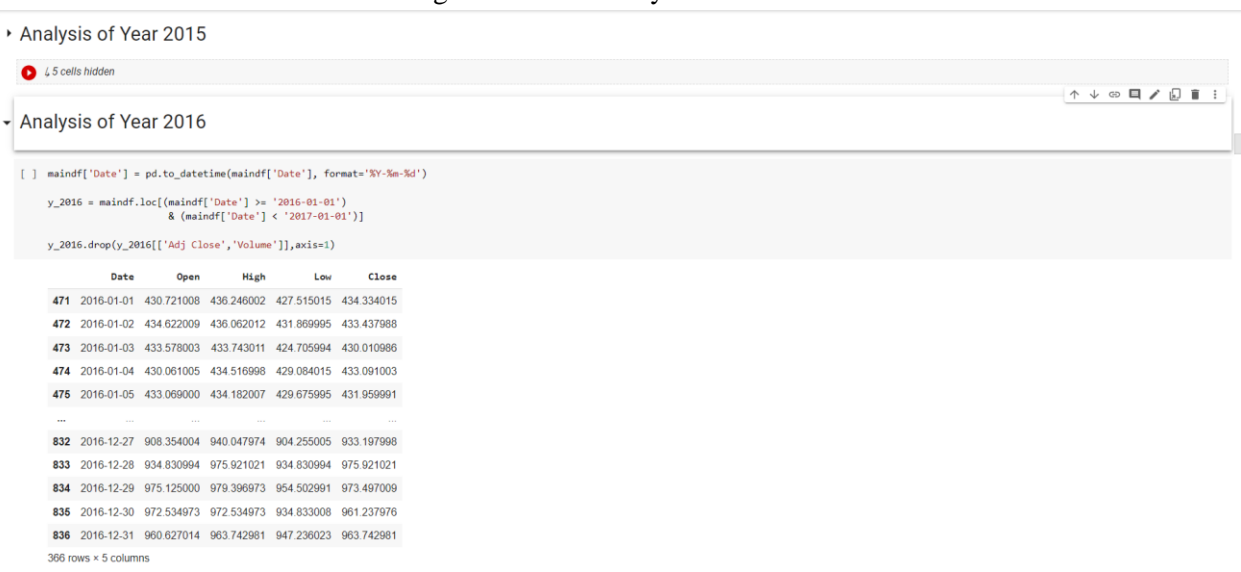 Analysis of Year 2015
5 cells hidden
Analysis of Year 2016
[ ] maindf['Date'] = pd.to_datetime(maindf['Date'], format='%Y-%m-%d')
y_2016 = maindf.loc[(maindf['Date'] >= '2016-01-01')
& (maindf['Date'] < '2017-01-01')]
y_2016.drop(y_2016[['Adj Close','Volume']],axis=1)
Date Open High Low Close
471 2016-01-01 430.721008 436.246002 427.515015 434.334015
472 2016-01-02 434.622009 436.062012 431.869995 433.437988
473 2016-01-03 433.578003 433.743011 424.705994 430.010986
474 2016-01-04 430.061005 434.516998 429.084015 433.091003
475 2016-01-05 433.069000 434.182007 429.675995 431.959991
... ... ... ... ... ...
832 2016-12-27 908.354004 940.047974 904.255005 933.197998
833 2016-12-28 934.830994 975.921021 934.830994 975.921021
834 2016-12-29 975.125000 979.396973 954.502991 973.497009
835 2016-12-30 972.534973 972.534973 934.833008 961.237976
836 2016-12-31 960.627014 963.742981 947.236023 963.742981
366 rows × 5 columns